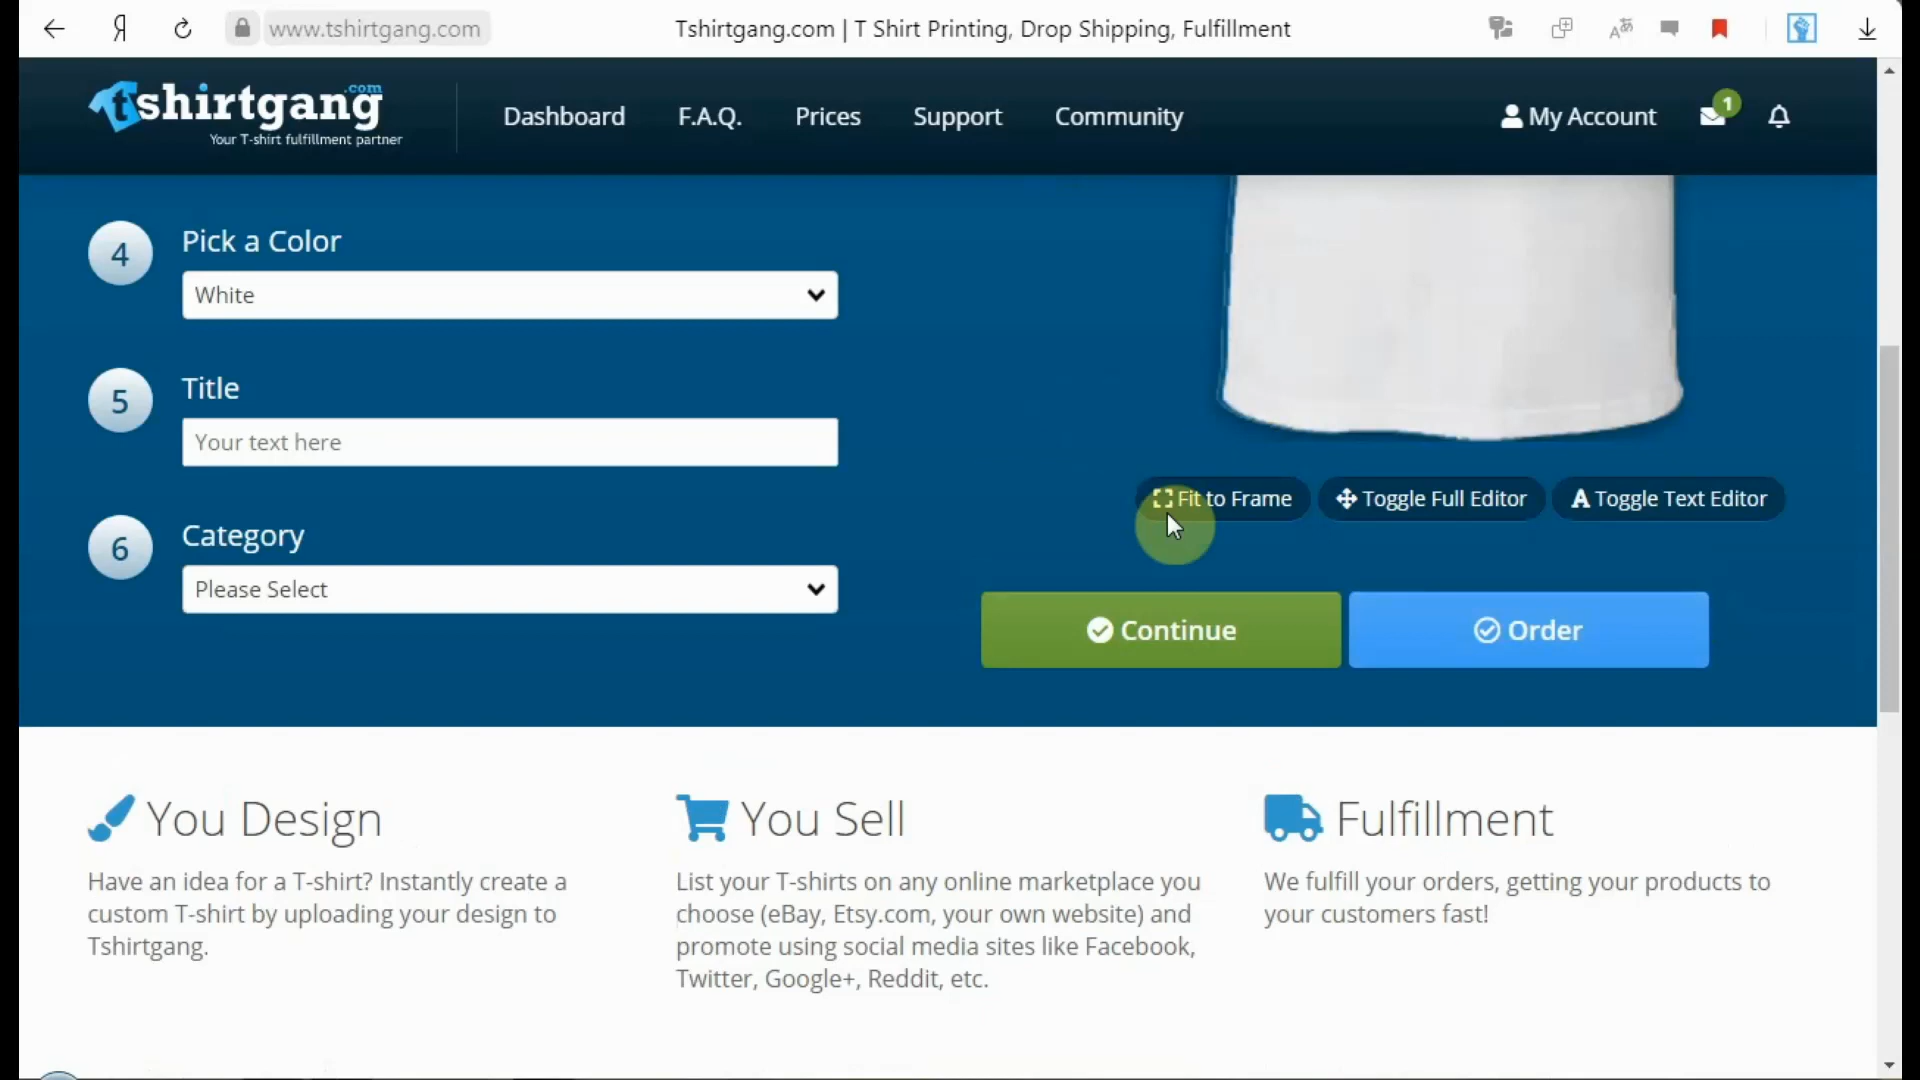 Я
www.tshirtgang.com
Tshirtgang.com | T Shirt Printing, Drop Shipping, Fulfillment
tshirtgang.com
Your T-shirt fulfillment partner
Dashboard
F.A.Q.
Prices
Support
Community
My Account
1
4
Pick a Color
White
5
Title
Your text here
6
Category
Please Select
Fit to Frame
Toggle Full Editor
A Toggle Text Editor
Continue
Order
You Design
Have an idea for a T-shirt? Instantly create a
custom T-shirt by uploading your design to
Tshirtgang.
You Sell
List your T-shirts on any online marketplace you
choose (eBay, Etsy.com, your own website) and
promote using social media sites like Facebook,
Twitter, Google+, Reddit, etc.
Fulfillment
We fulfill your orders, getting your products to
your customers fast!